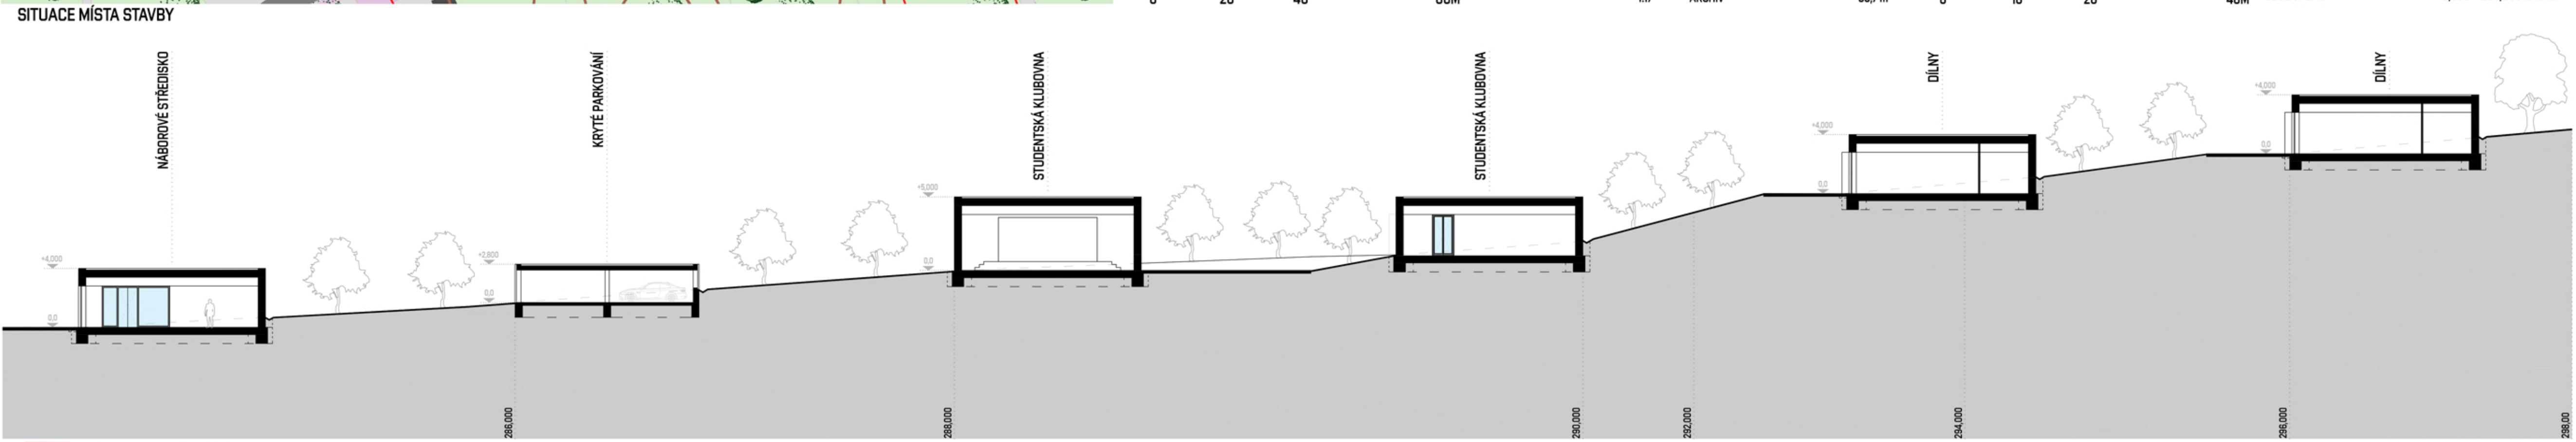 SITUACE MÍSTA STAVBY
NÁBOROVÉ STŘEDISKO
KRYTÉ PARKOVÁNÍ
STUDENTSKÁ KLUBOVNA
STUDENTSKÁ KLUBOVNA
DÍLNY
DÍLNY
+4,000
0,0
+2,800
0,0
+5,000
0,0
+4,000
0,0
+4,000
0,0
286,000
288,000
290,000
292,000
294,000
296,000
298,00